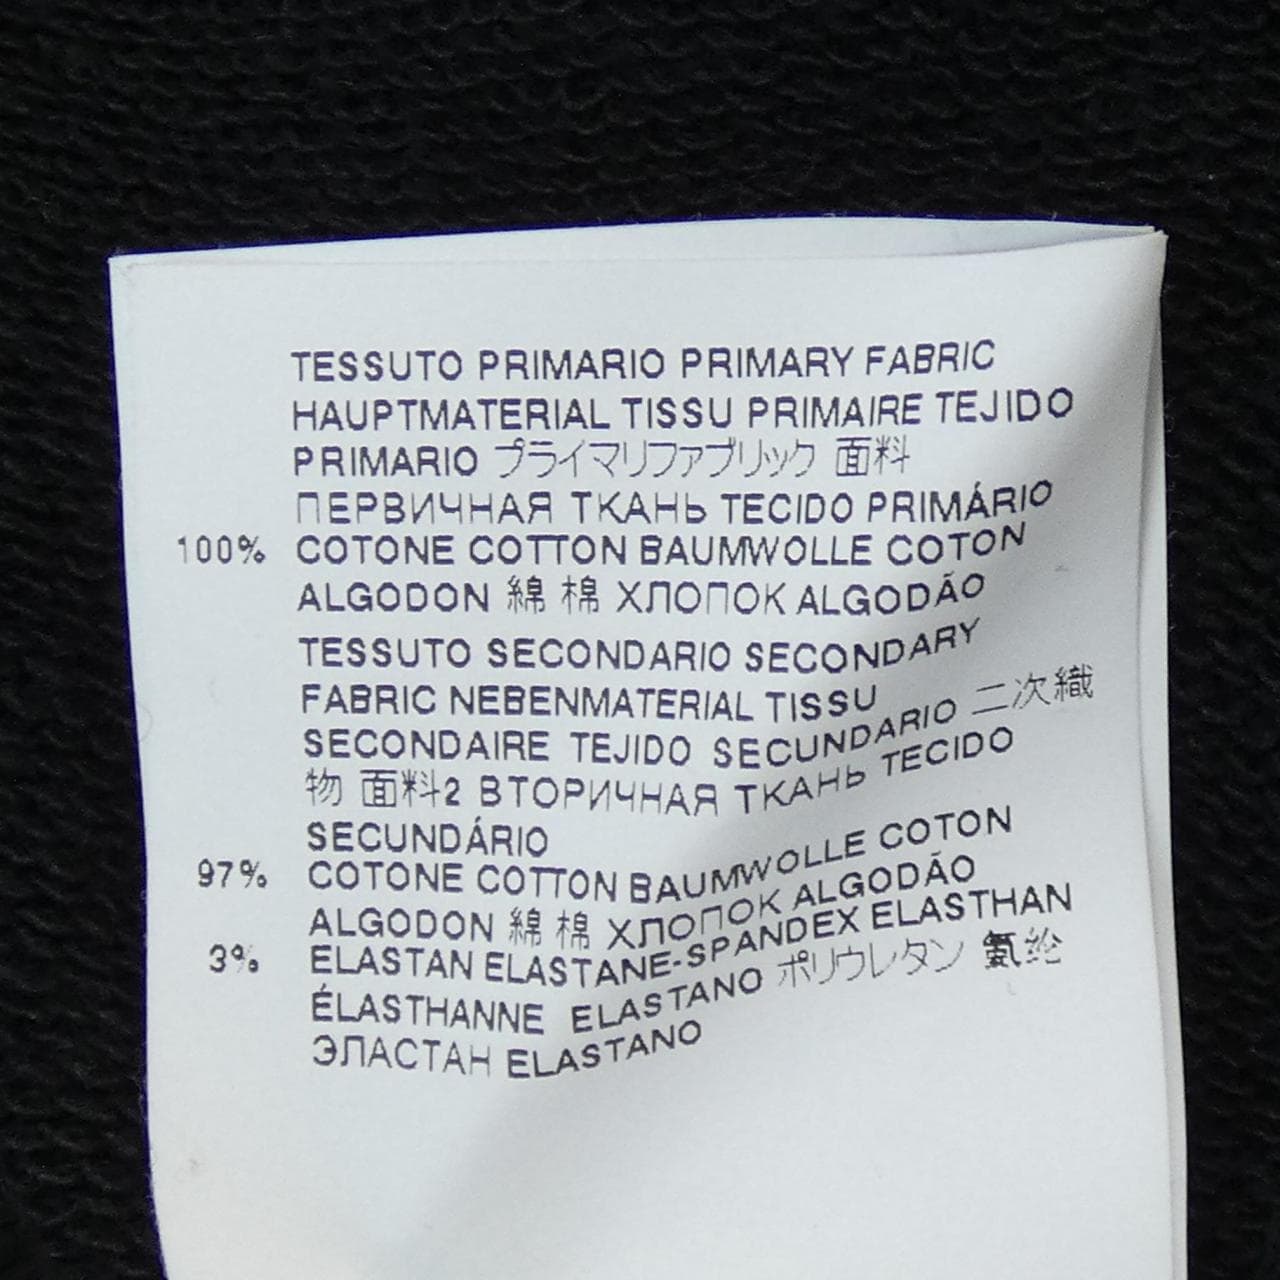 TESSUTO PRIMARIO PRIMARY FABRIC
HAUPTMATERIAL TISSU PRIMAIRE TEJIDO
PRIMARIO プライマリファブリック 面料
ПЕРВИЧНАЯ ТКАНЬ TECIDO PRIMÁRIO
100% COTONE COTTON BAUMWOLLE COTON
ALGODON 綿 棉 ХЛОПОК ALGODÃO
TESSUTO SECONDARIO SECONDARY
FABRIC NEBENMATERIAL TISSU
SECONDAIRE TEJIDO SECUNDARIO 二次織
物 面料2 ВТОРИЧНАЯ ТКАНЬ TECIDO
SECUNDÁRIO
97% COTONE COTTON BAUMWOLLE COTON
ALGODON 綿 棉 ХЛОПОК ALGODÃO
3% ELASTAN ELASTANE-SPANDEX ELASTHAN
ÉLASTHANNE ELASTANO ポリウレタン 氨纶
ЭЛАСТАН ELASTANO